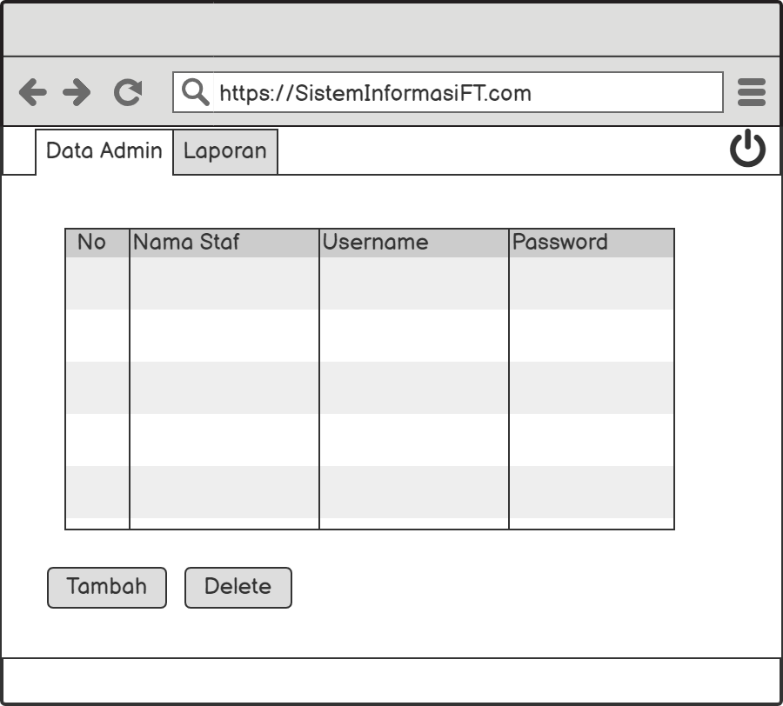 https://SistemInformasiFT.com
Data Admin Laporan
No Nama Staf Username Password
Tambah Delete